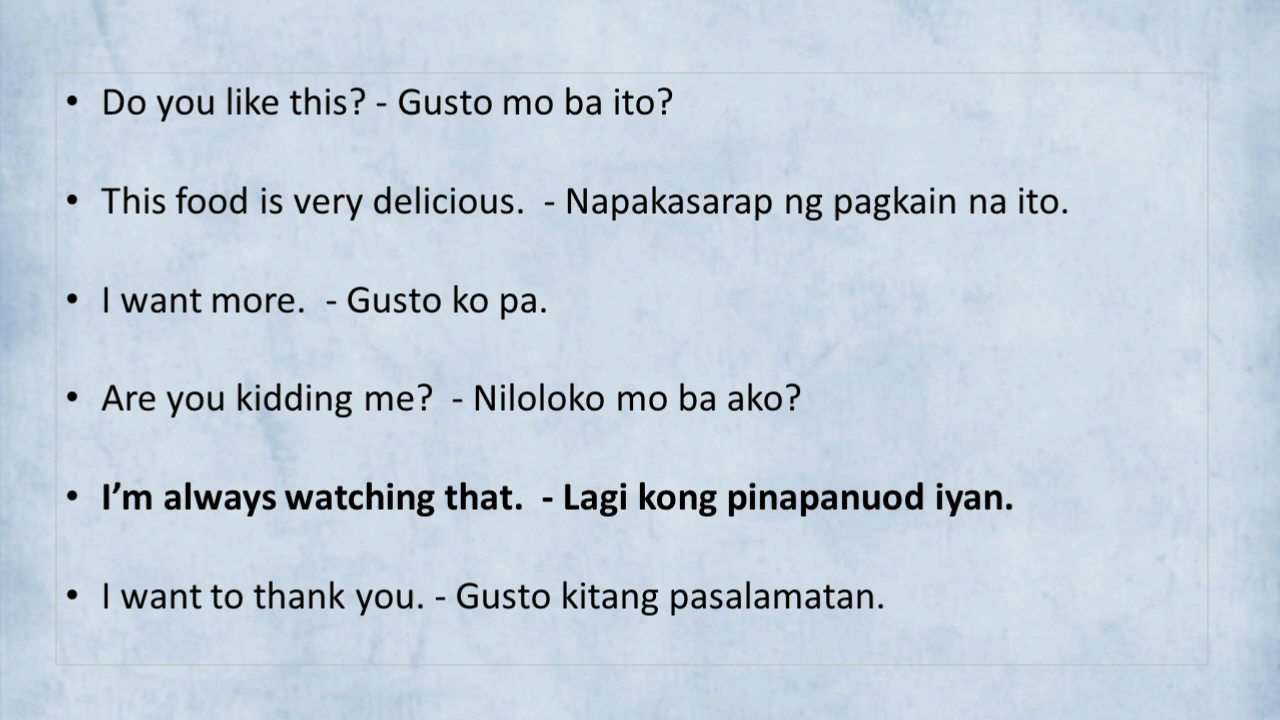 • Do you like this? - Gusto mo ba ito?
• This food is very delicious.  - Napakasarap ng pagkain na ito.
• I want more.  - Gusto ko pa.
• Are you kidding me?  - Niloloko mo ba ako?
• I’m always watching that.  - Lagi kong pinapanuod iyan.
• I want to thank you. - Gusto kitang pasalamatan.